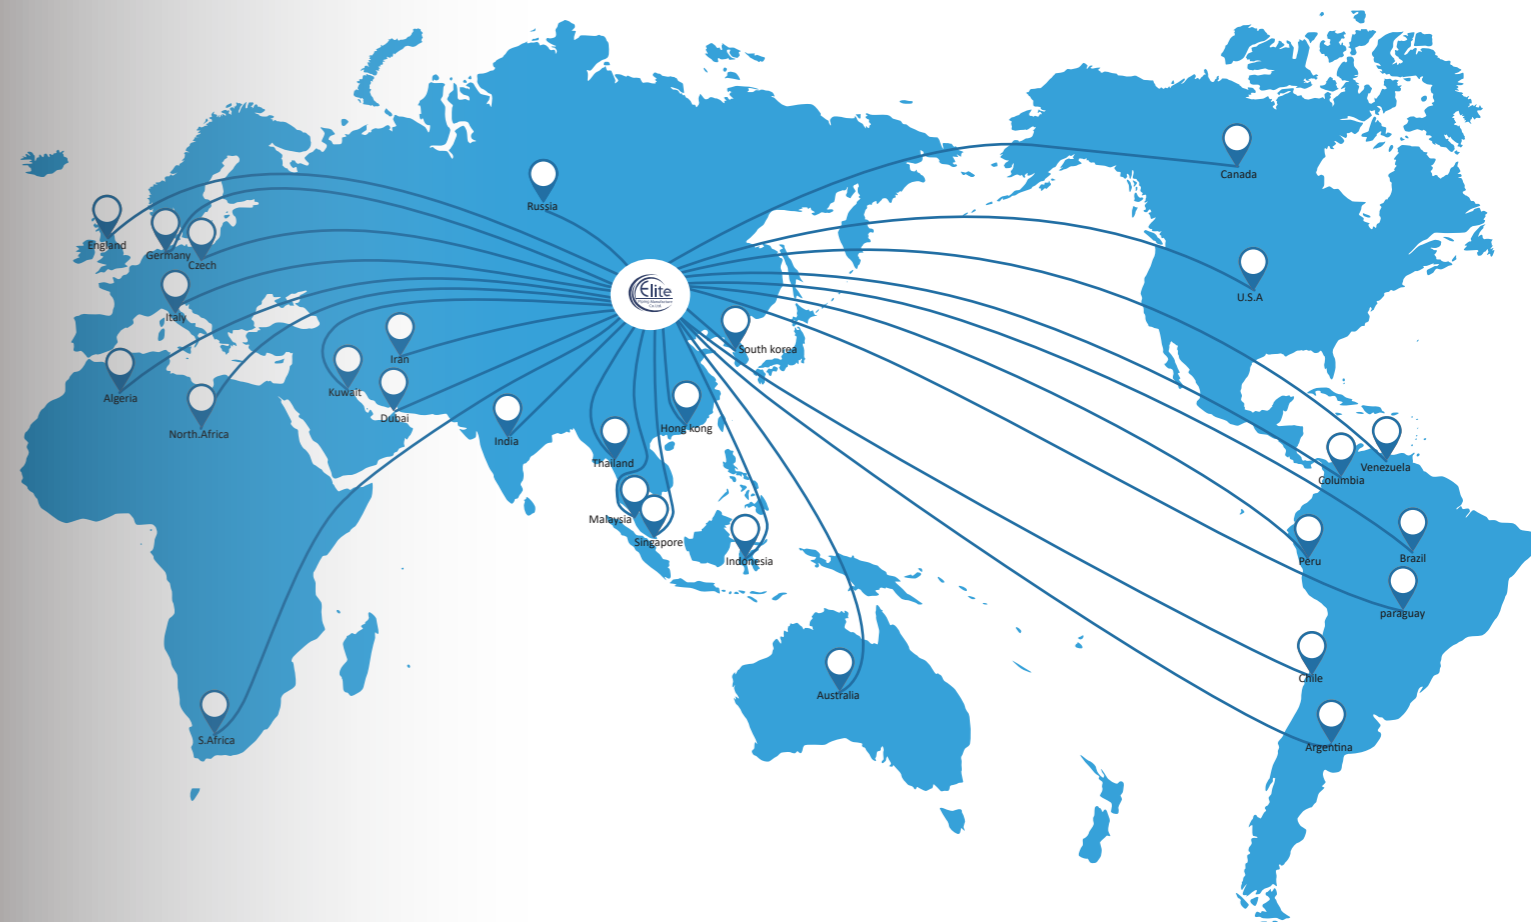 Canada
Russia
England
Germany
Czech
Elite
U.S.A
Italy
South korea
Iran
Kuwait
Algeria
Dubai
North.Africa
India
Hong kong
Thailand
Venezuela
Columbia
Malaysia
Singapore
Indonesia
Peru
Brazil
paraguay
Chile
Australia
S.Africa
Argentina